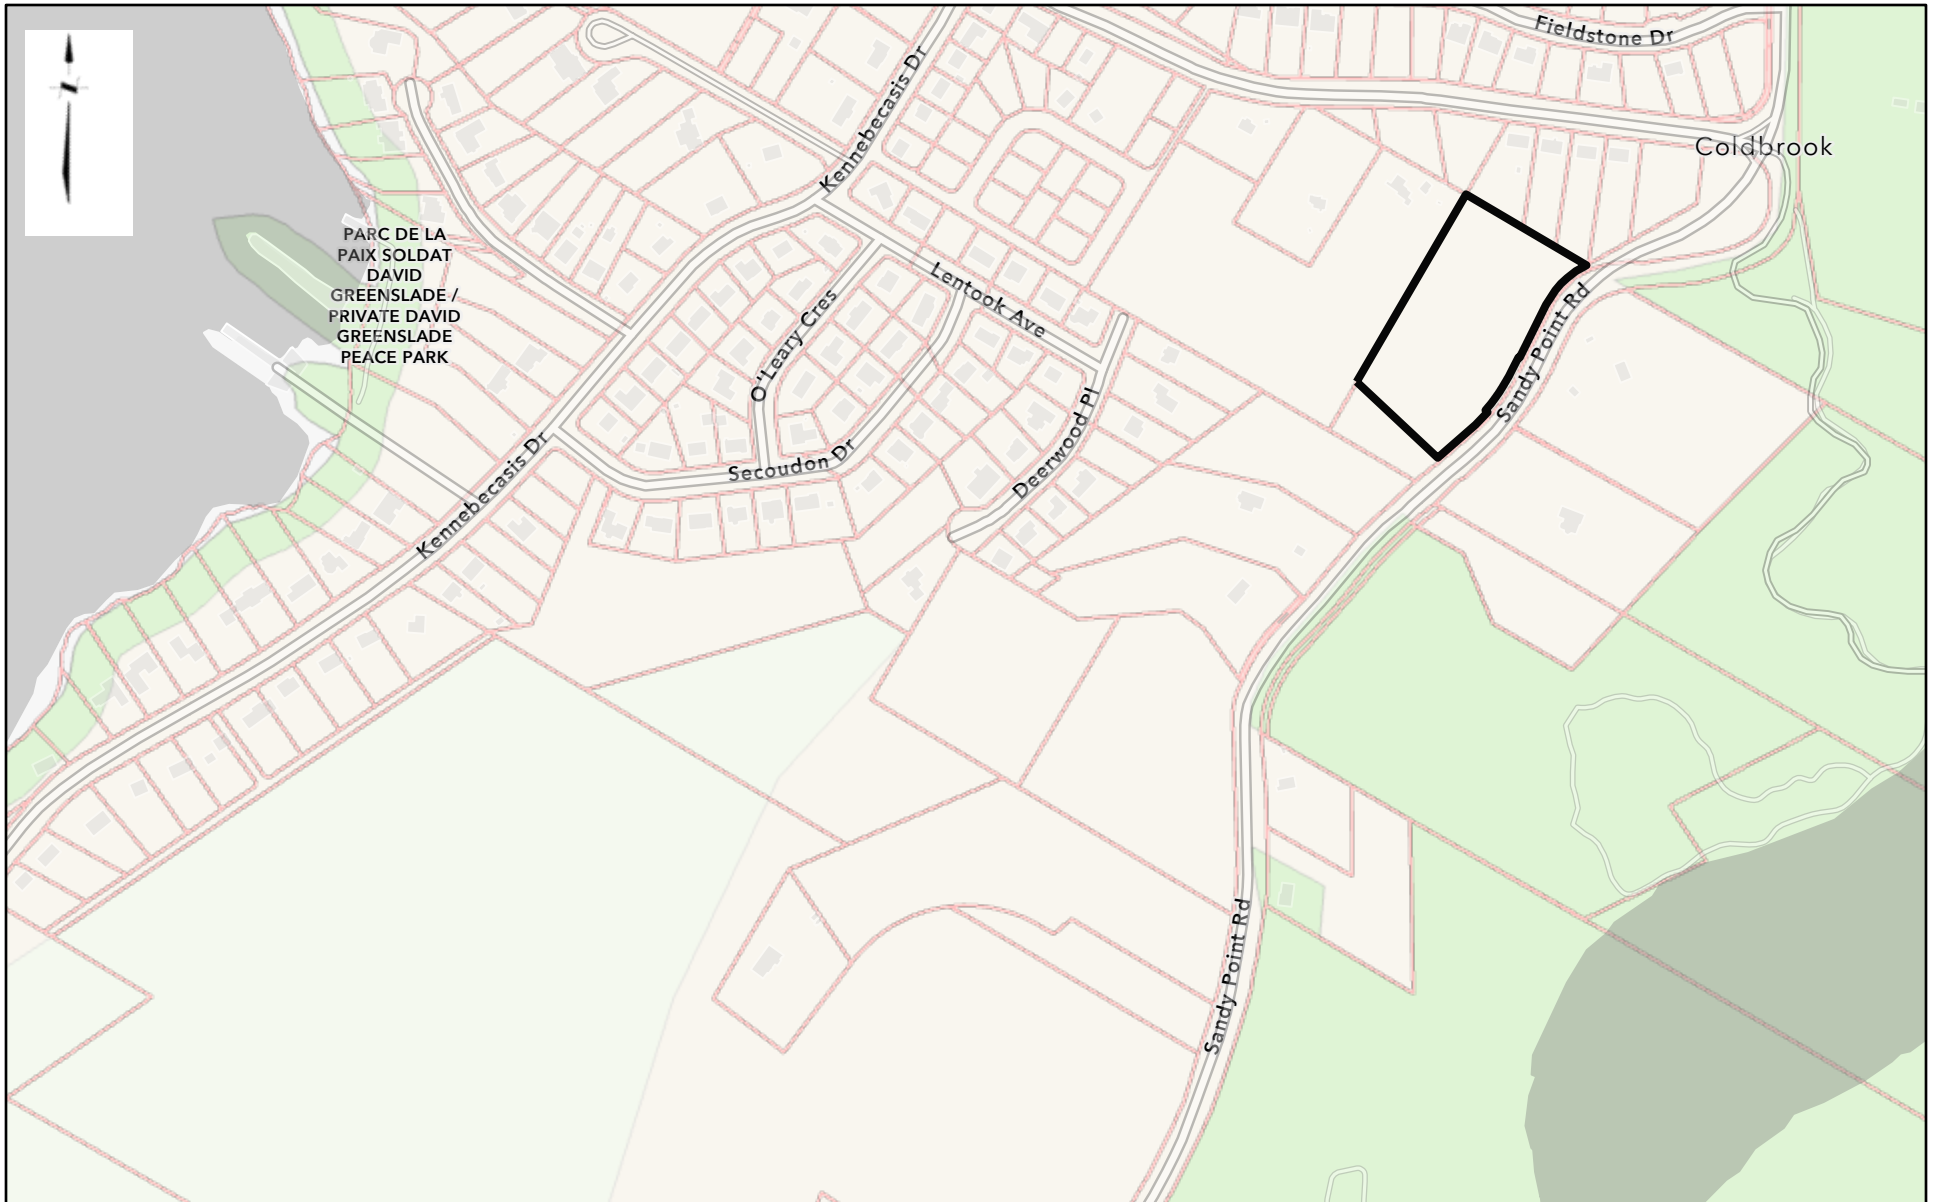 Fieldstone Dr
Kennebecasis Dr
Coldbrook
PARC DE LA
PAIX SOLDAT
DAVID
GREENSLADE /
PRIVATE DAVID
GREENSLADE
PEACE PARK
Lentook Ave
O'Leary Cres
Sandy Point Rd
Deerwood Pl
Secoudon Dr
Kennebecasis Dr
Sandy Point Rd